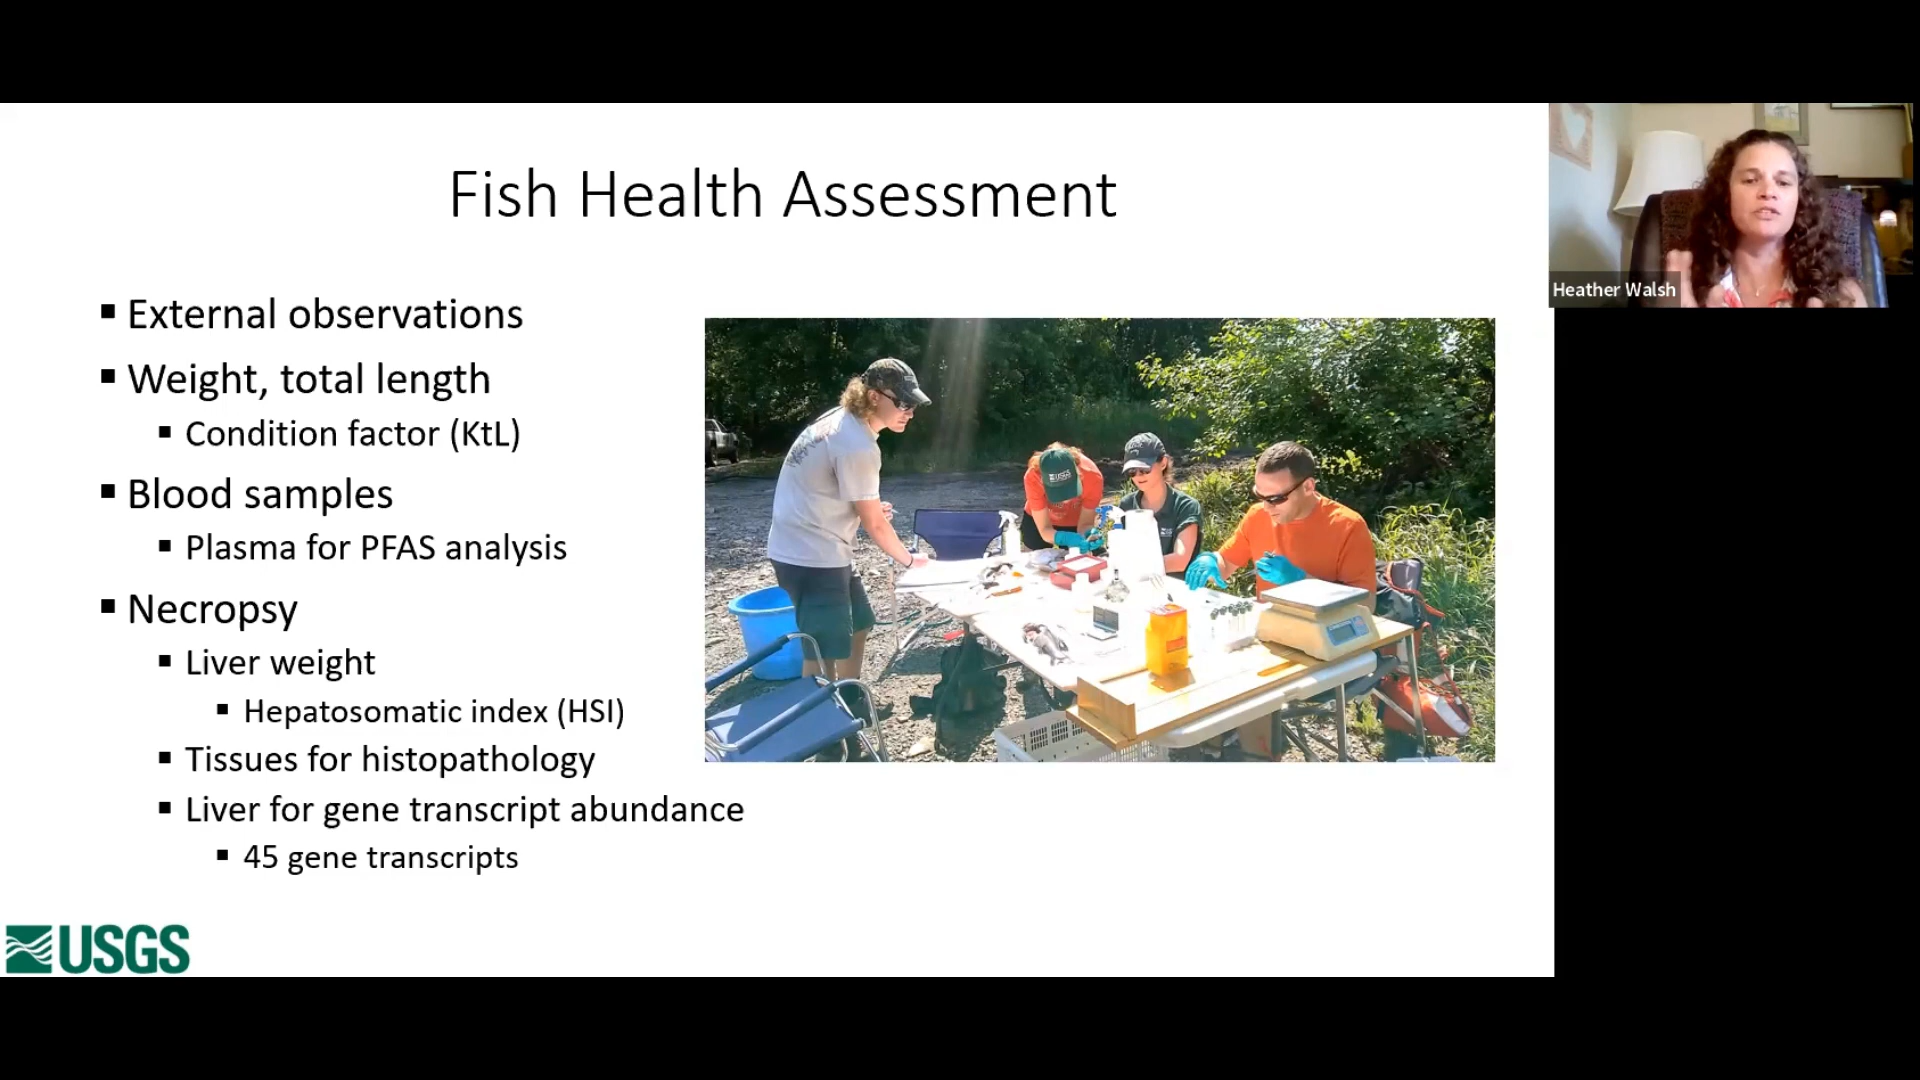 Fish Health Assessment
▪ External observations
▪ Weight, total length
▪ Condition factor (KtL)
▪ Blood samples
▪ Plasma for PFAS analysis
▪ Necropsy
▪ Liver weight
▪ Hepatosomatic index (HSI)
▪ Tissues for histopathology
▪ Liver for gene transcript abundance
▪ 45 gene transcripts
USGS
Heather Walsh
USGS